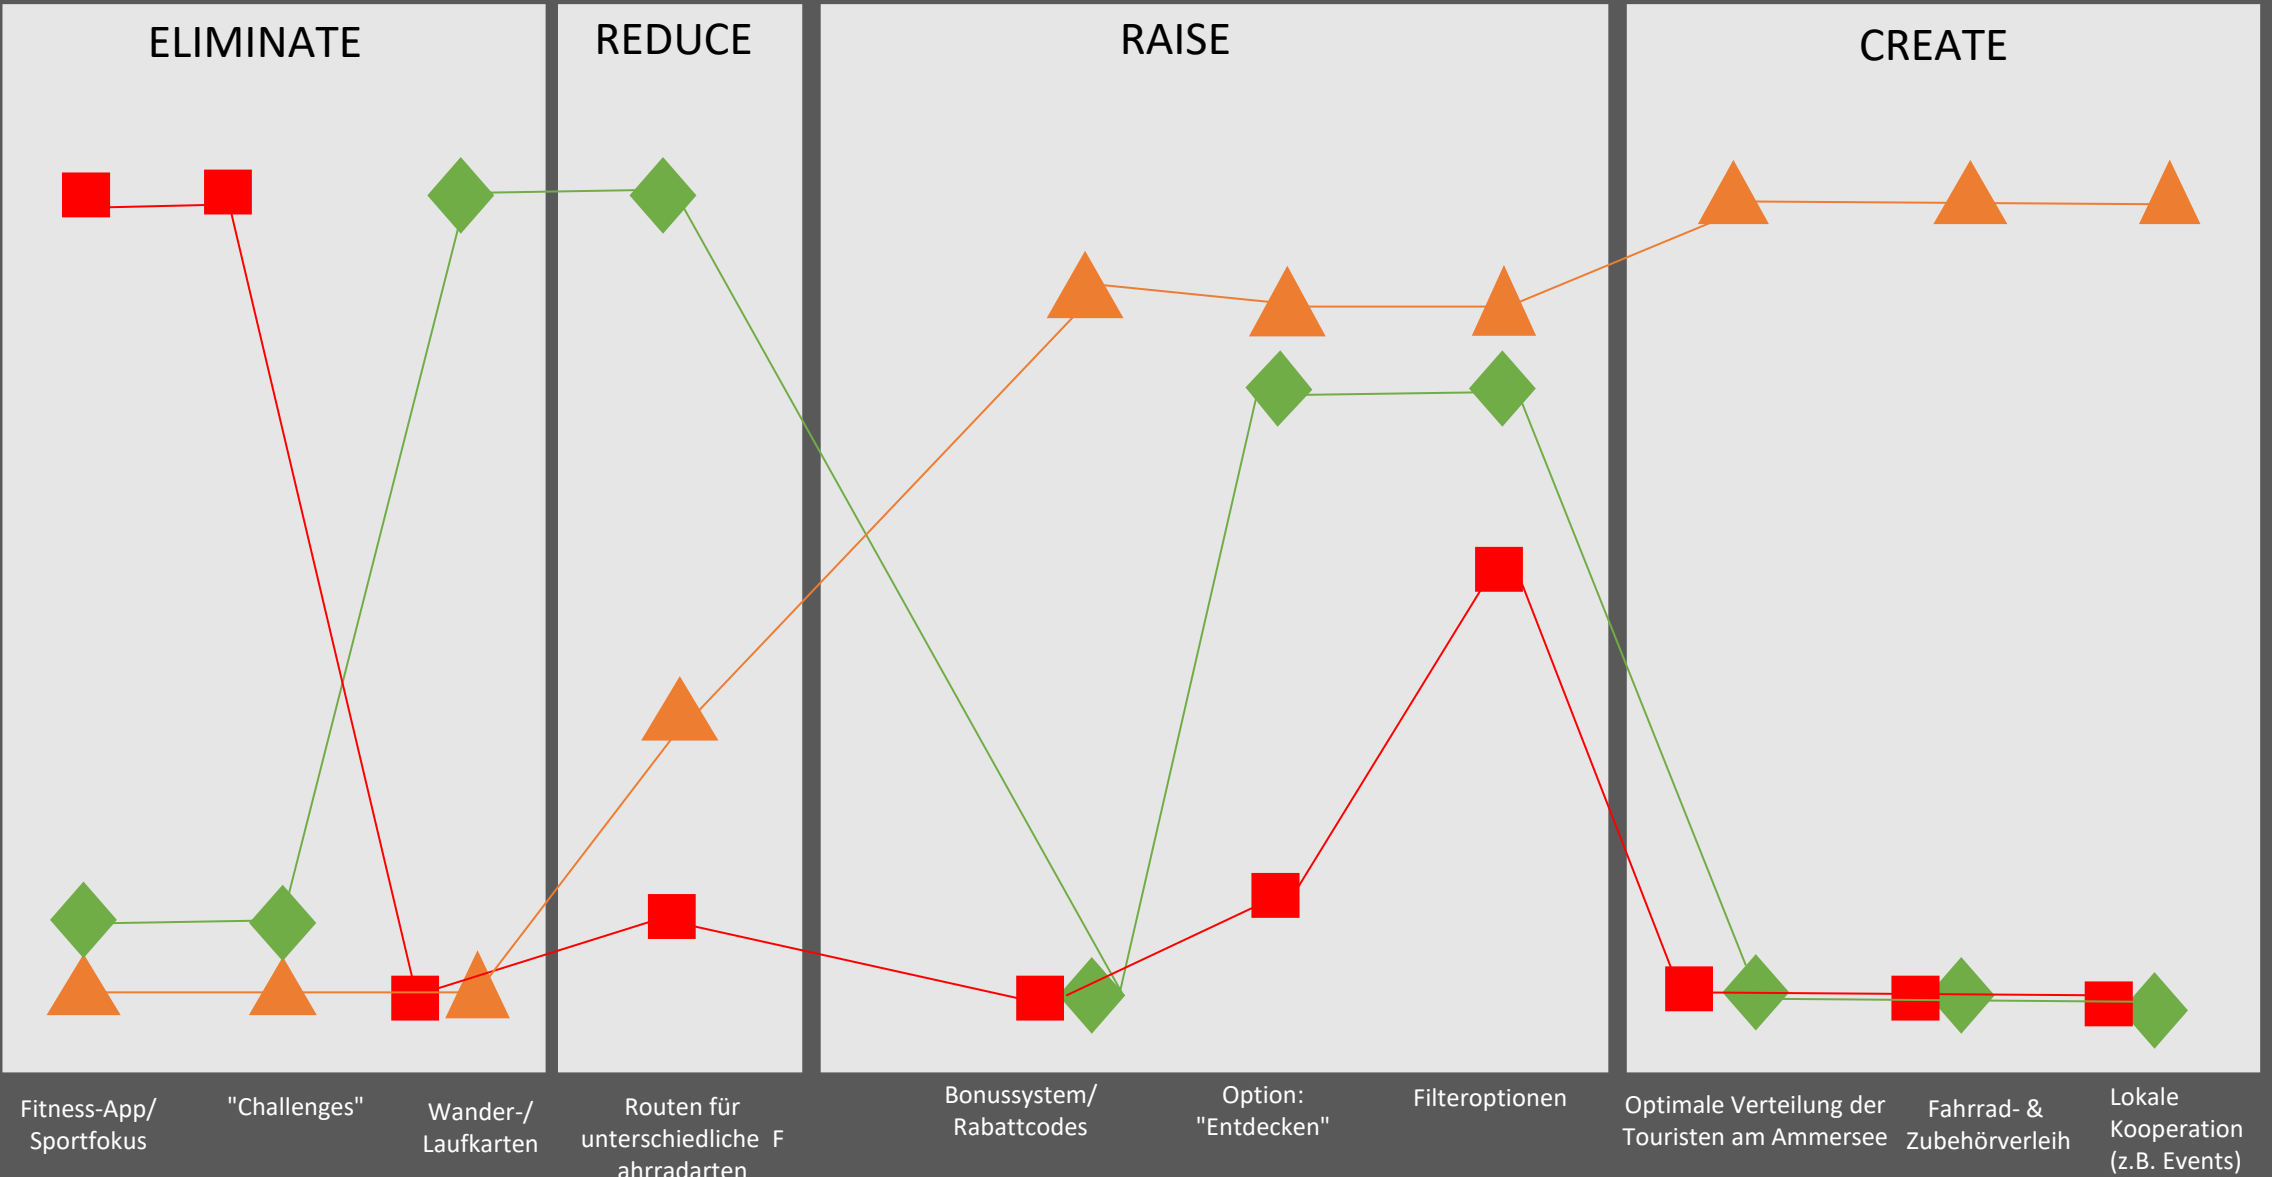 ELIMINATE
REDUCE
RAISE
CREATE
Fitness-App/
Sportfokus
"Challenges"
Wander-/
Laufkarten
Routen für
unterschiedliche F
ahrradarten
Bonussystem/
Rabattcodes
Option:
"Entdecken"
Filteroptionen
Optimale Verteilung der
Touristen am Ammersee
Fahrrad- &
Zubehörverleih
Lokale
Kooperation
(z.B. Events)